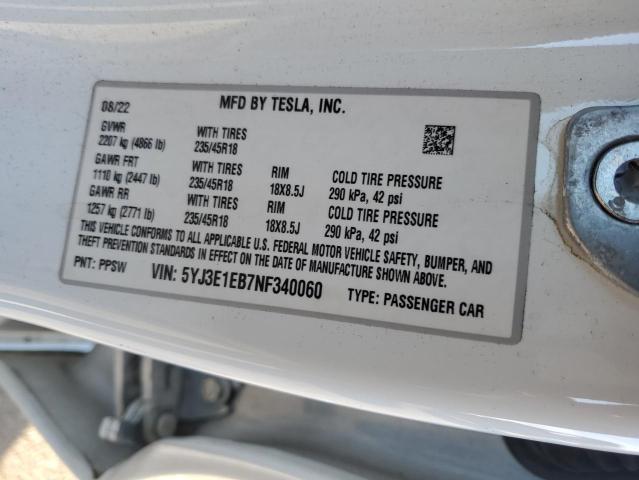 08/22 MFD BY TESLA, INC.
GVWR WITH TIRES
2207 kg (4866 lb) 235/45R18
GAWR FRT WITH TIRES RIM COLD TIRE PRESSURE
1110 kg (2447 lb) 235/45R18 18X8.5J 290 kPa, 42 psi
GAWR RR WITH TIRES RIM COLD TIRE PRESSURE
1257 kg (2771 lb) 235/45R18 18X8.5J 290 kPa, 42 psi
THIS VEHICLE CONFORMS TO ALL APPLICABLE U.S. FEDERAL MOTOR VEHICLE SAFETY, BUMPER, AND
THEFT PREVENTION STANDARDS IN EFFECT ON THE DATE OF MANUFACTURE SHOWN ABOVE.
PNT: PPSW VIN: 5YJ3E1EB7NF340060 TYPE: PASSENGER CAR